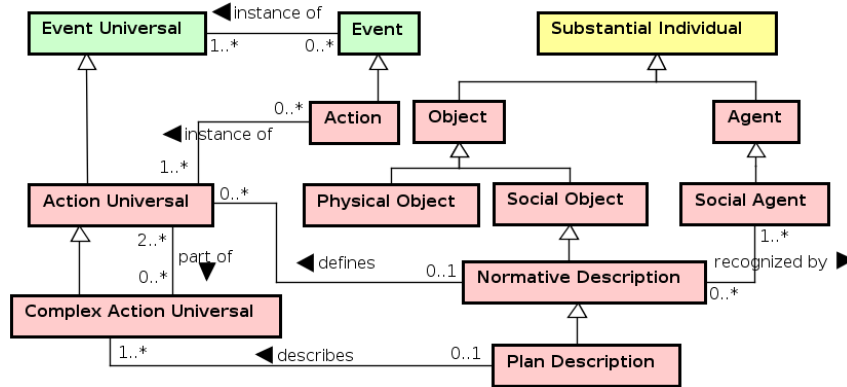 Event Universal
◀ instance of
Event
Substantial Individual
1..*
0..*
0..*
Action
Object
Agent
◀ instance of
1..*
Action Universal
0..*
Physical Object
Social Object
Social Agent
2..*
part of
▼
0..*
◀ defines
0..1
Normative Description
1..*
recognized by ▶
0..*
Complex Action Universal
1..*
◀ describes
0..1
Plan Description